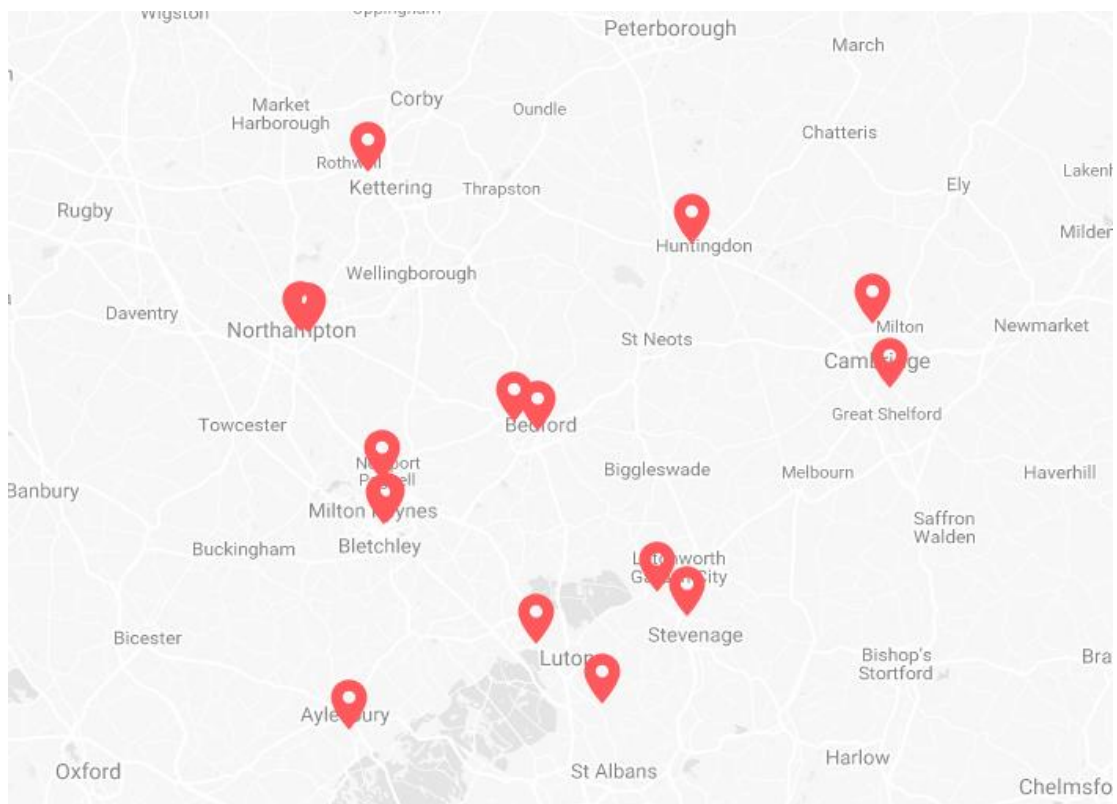 Wigston
Peterborough
March
Market
Harborough
Corby
Oundle
Chatteris
Kettering
Thrapston
Ely
Rugby
Huntingdon
Wellingborough
Daventry
Northampton
St Neots
Milton
Newmarket
Cambridge
Great Shelford
Towcester
Bedford
Biggleswade
Melbourn
Haverhill
Banbury
Milton Keynes
Saffron
Walden
Buckingham
Bletchley
Stevenage
Bicester
Luton
Bishop's
Stortford
Bra
Aylesbury
Oxford
St Albans
Harlow
Chelmsfo
Lakenh
Milden
Rothwell
Newport
Pagnell
Letchworth
Garden City